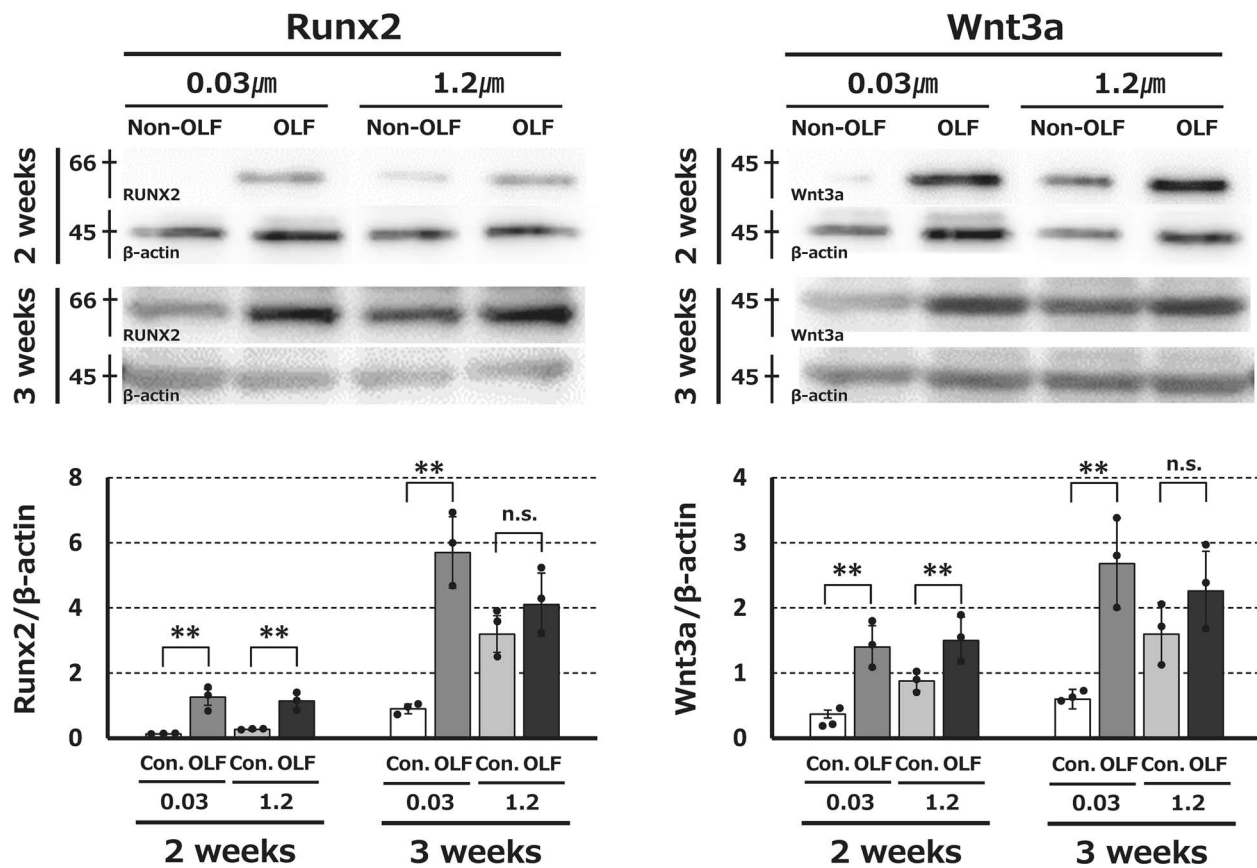 Runx2
0.03㎛ 1.2㎛
Non-OLF OLF Non-OLF OLF
2 weeks
66
RUNX2
45
β-actin
3 weeks
66
RUNX2
45
β-actin
Wnt3a
0.03㎛ 1.2㎛
Non-OLF OLF Non-OLF OLF
2 weeks
45
Wnt3a
45
β-actin
3 weeks
45
Wnt3a
45
β-actin
Runx2/β-actin
8
6
4
2
0
** ** ** n.s.
Con. OLF Con. OLF Con. OLF Con. OLF
0.03 1.2 0.03 1.2
2 weeks 3 weeks
Wnt3a/β-actin
4
3
2
1
0
** ** ** n.s.
Con. OLF Con. OLF Con. OLF Con. OLF
0.03 1.2 0.03 1.2
2 weeks 3 weeks